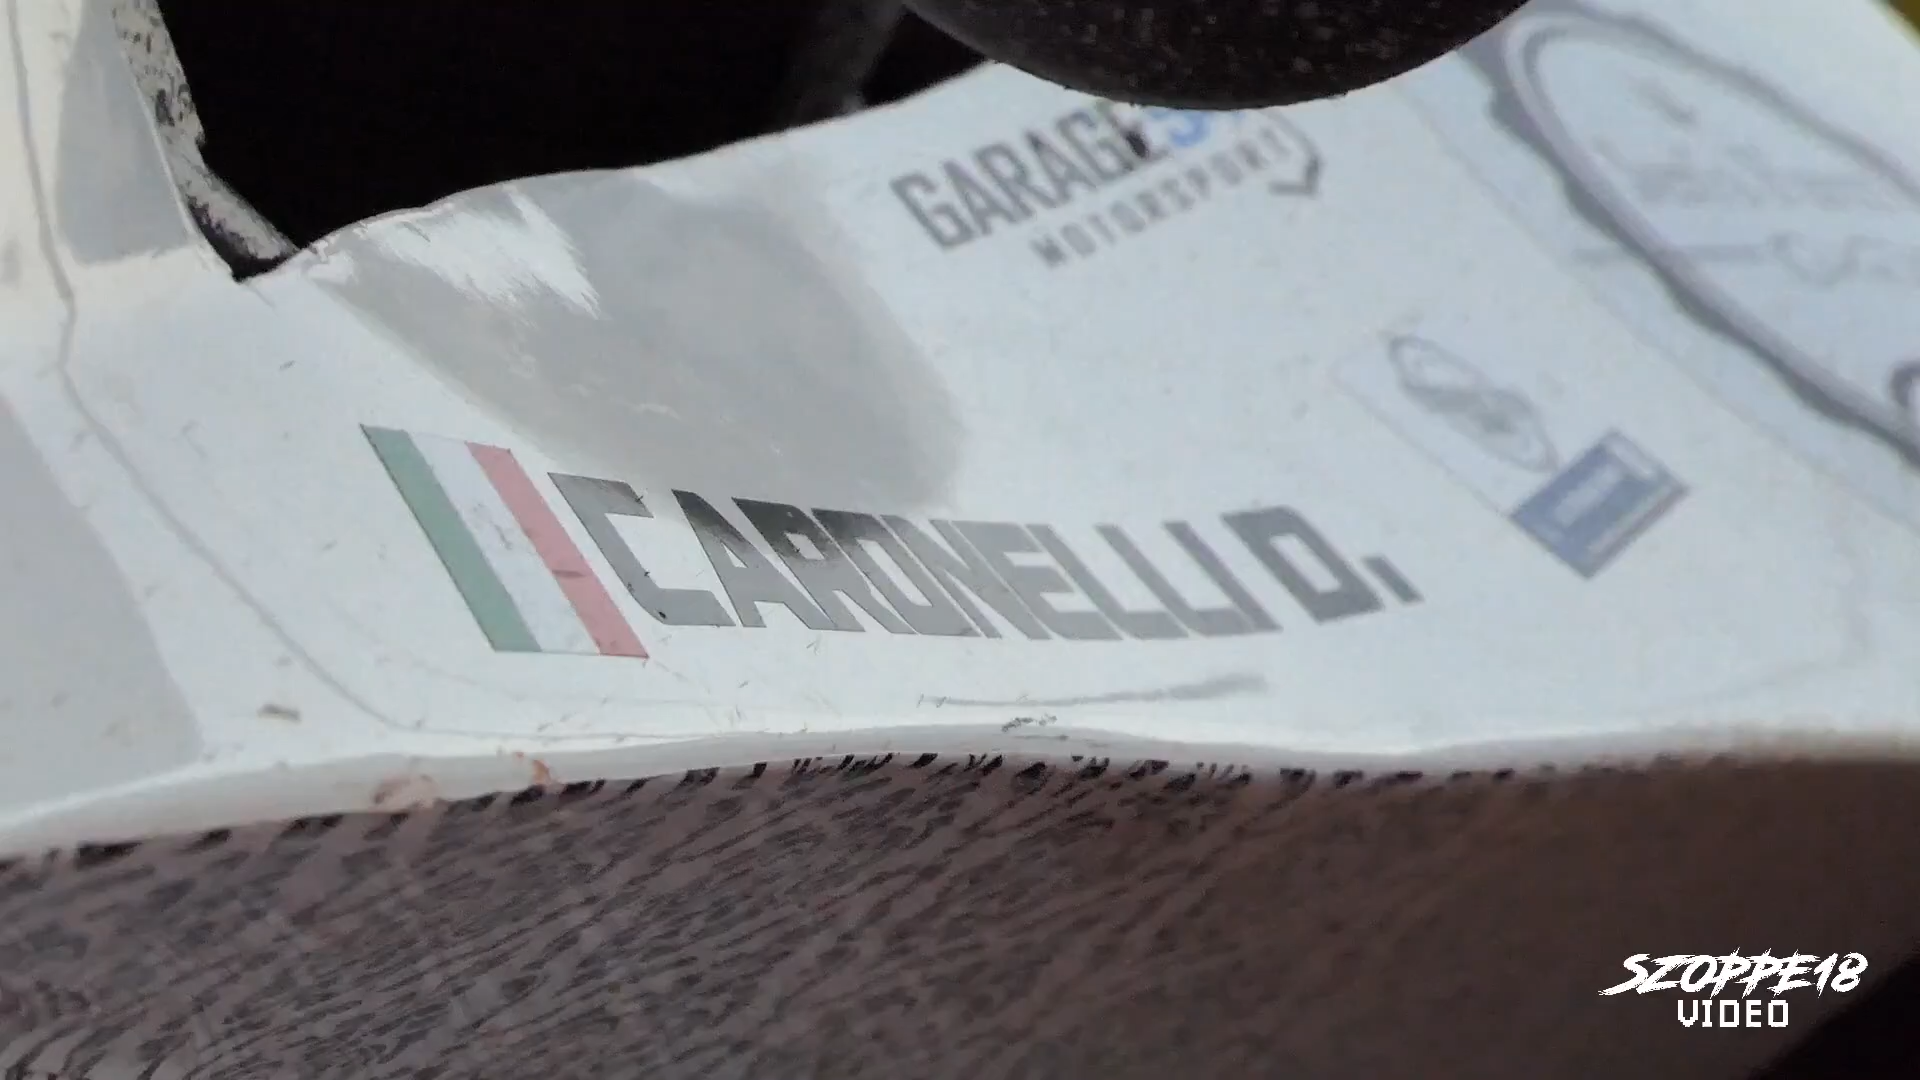 GARAGE
MOTORSPORT
CARONELLI D.
SZOPPE18
VIDEO